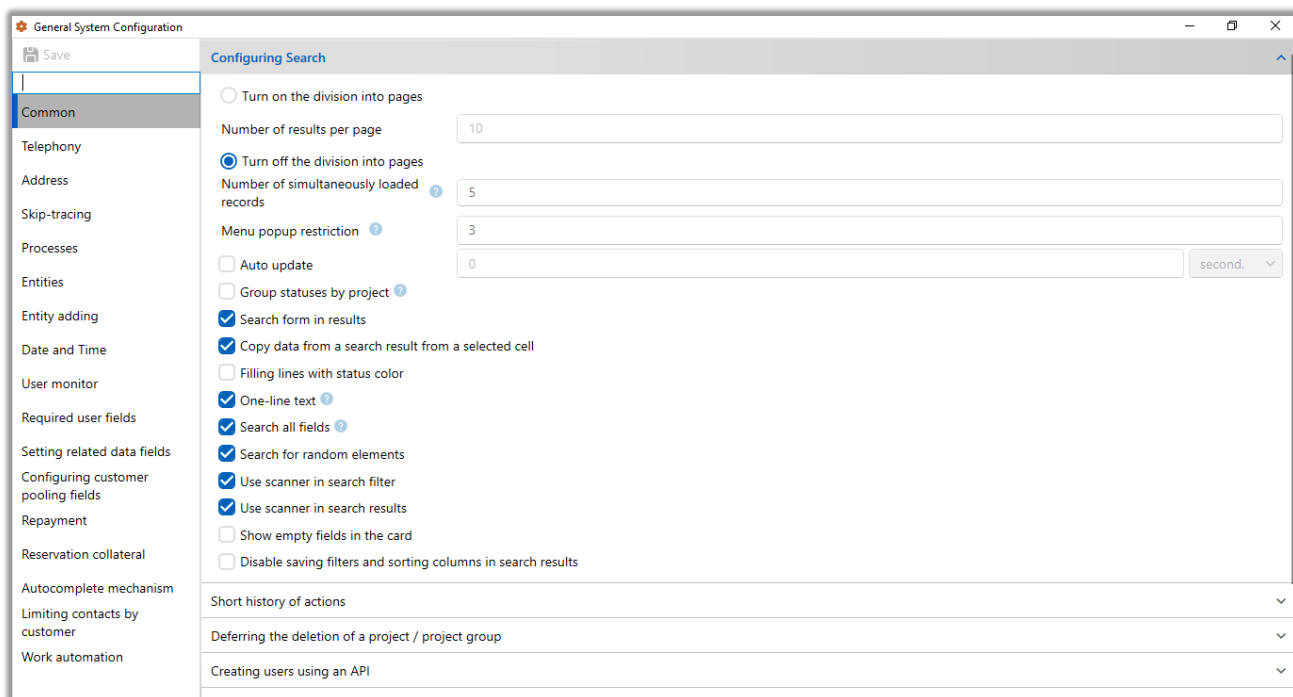 General System Configuration
Save
Common
Telephony
Address
Skip-tracing
Processes
Entities
Entity adding
Date and Time
User monitor
Required user fields
Setting related data fields
Configuring customer
pooling fields
Repayment
Reservation collateral
Autocomplete mechanism
Limiting contacts by
customer
Work automation
Configuring Search
Turn on the division into pages
Number of results per page 10
Turn off the division into pages
Number of simultaneously loaded
records ? 5
Menu popup restriction ? 3
Auto update 0 second.
Group statuses by project ?
Search form in results
Copy data from a search result from a selected cell
Filling lines with status color
One-line text ?
Search all fields ?
Search for random elements
Use scanner in search filter
Use scanner in search results
Show empty fields in the card
Disable saving filters and sorting columns in search results
Short history of actions
Deferring the deletion of a project / project group
Creating users using an API